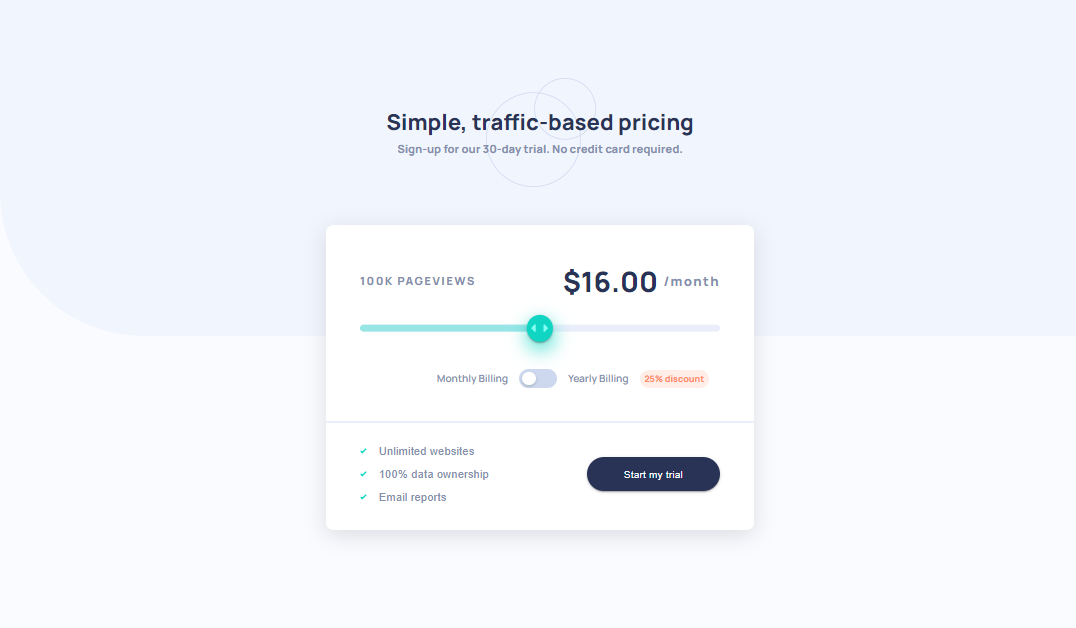 Simple, traffic-based pricing
Sign-up for our 30-day trial. No credit card required.
100K PAGEVIEWS $16.00 /month
Monthly Billing Yearly Billing 25% discount
Unlimited websites
100% data ownership
Email reports
Start my trial